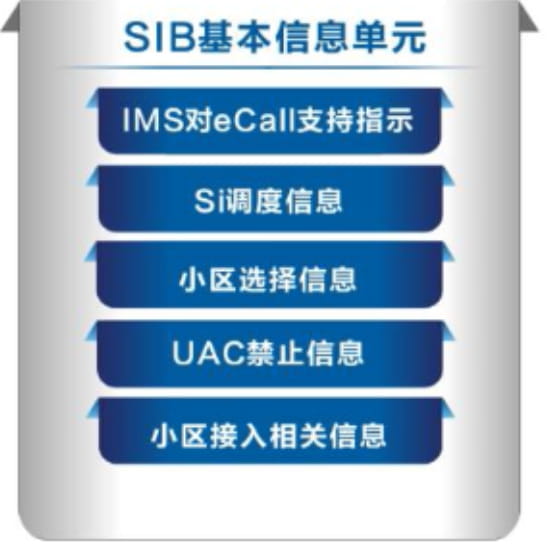 SIB基本信息单元
IMS对eCall支持指示
Si调度信息
小区选择信息
UAC禁止信息
小区接入相关信息